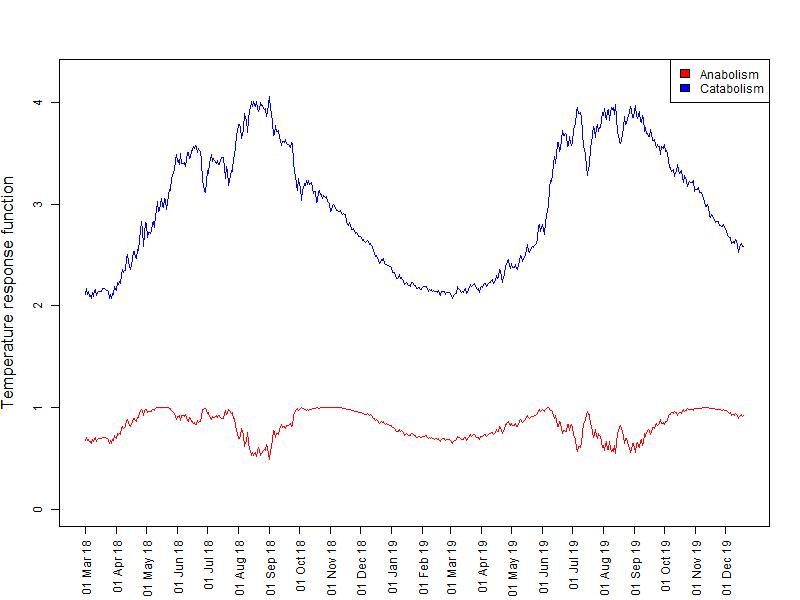 Anabolism
Catabolism
Temperature response function
4
3
2
1
0
01 Mar 18
01 Apr 18
01 May 18
01 Jun 18
01 Jul 18
01 Aug 18
01 Sep 18
01 Oct 18
01 Nov 18
01 Dec 18
01 Jan 19
01 Feb 19
01 Mar 19
01 Apr 19
01 May 19
01 Jun 19
01 Jul 19
01 Aug 19
01 Sep 19
01 Oct 19
01 Nov 19
01 Dec 19